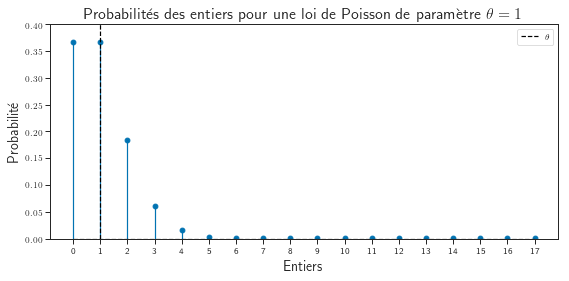 Probabilités des entiers pour une loi de Poisson de paramètre θ = 1
0.40
θ
0.35
0.30
0.25
0.20
0.15
0.10
0.05
0.00
Probabilité
0 1 2 3 4 5 6 7 8 9 10 11 12 13 14 15 16 17
Entiers